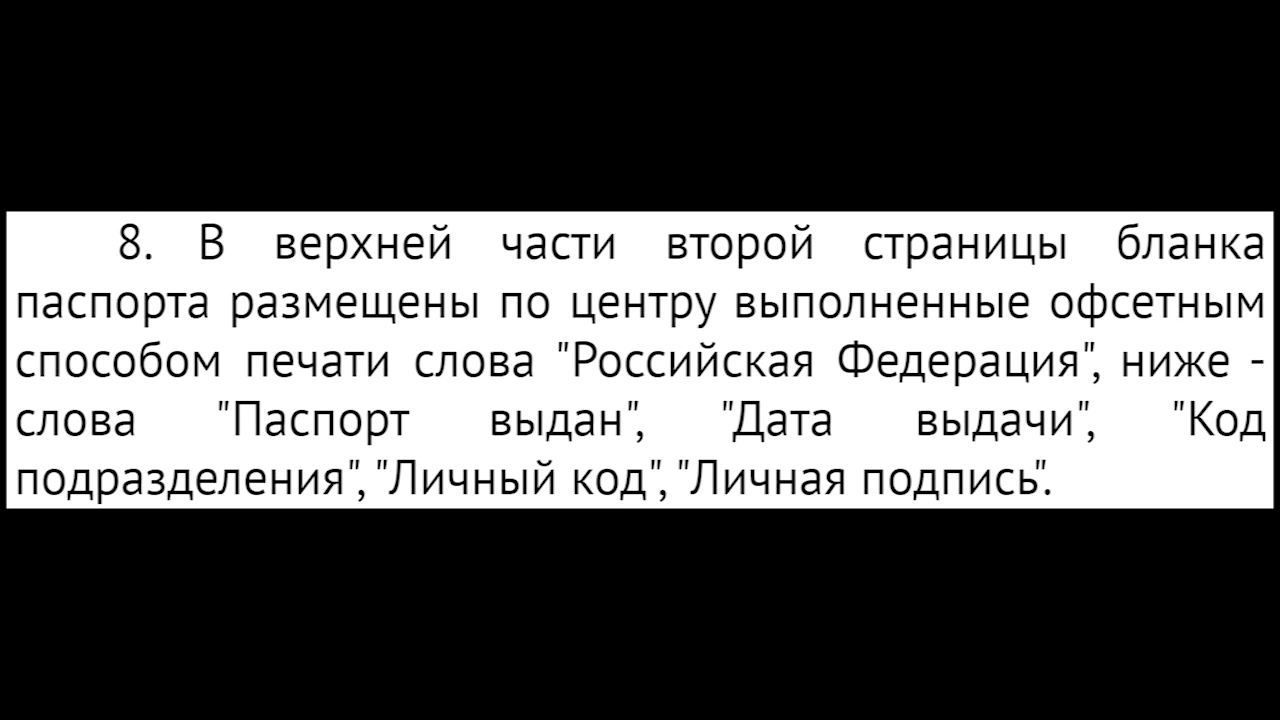 8. В верхней части второй страницы бланка
паспорта размещены по центру выполненные офсетным
способом печати слова "Российская Федерация", ниже -
слова "Паспорт выдан", "Дата выдачи", "Код
подразделения", "Личный код", "Личная подпись".